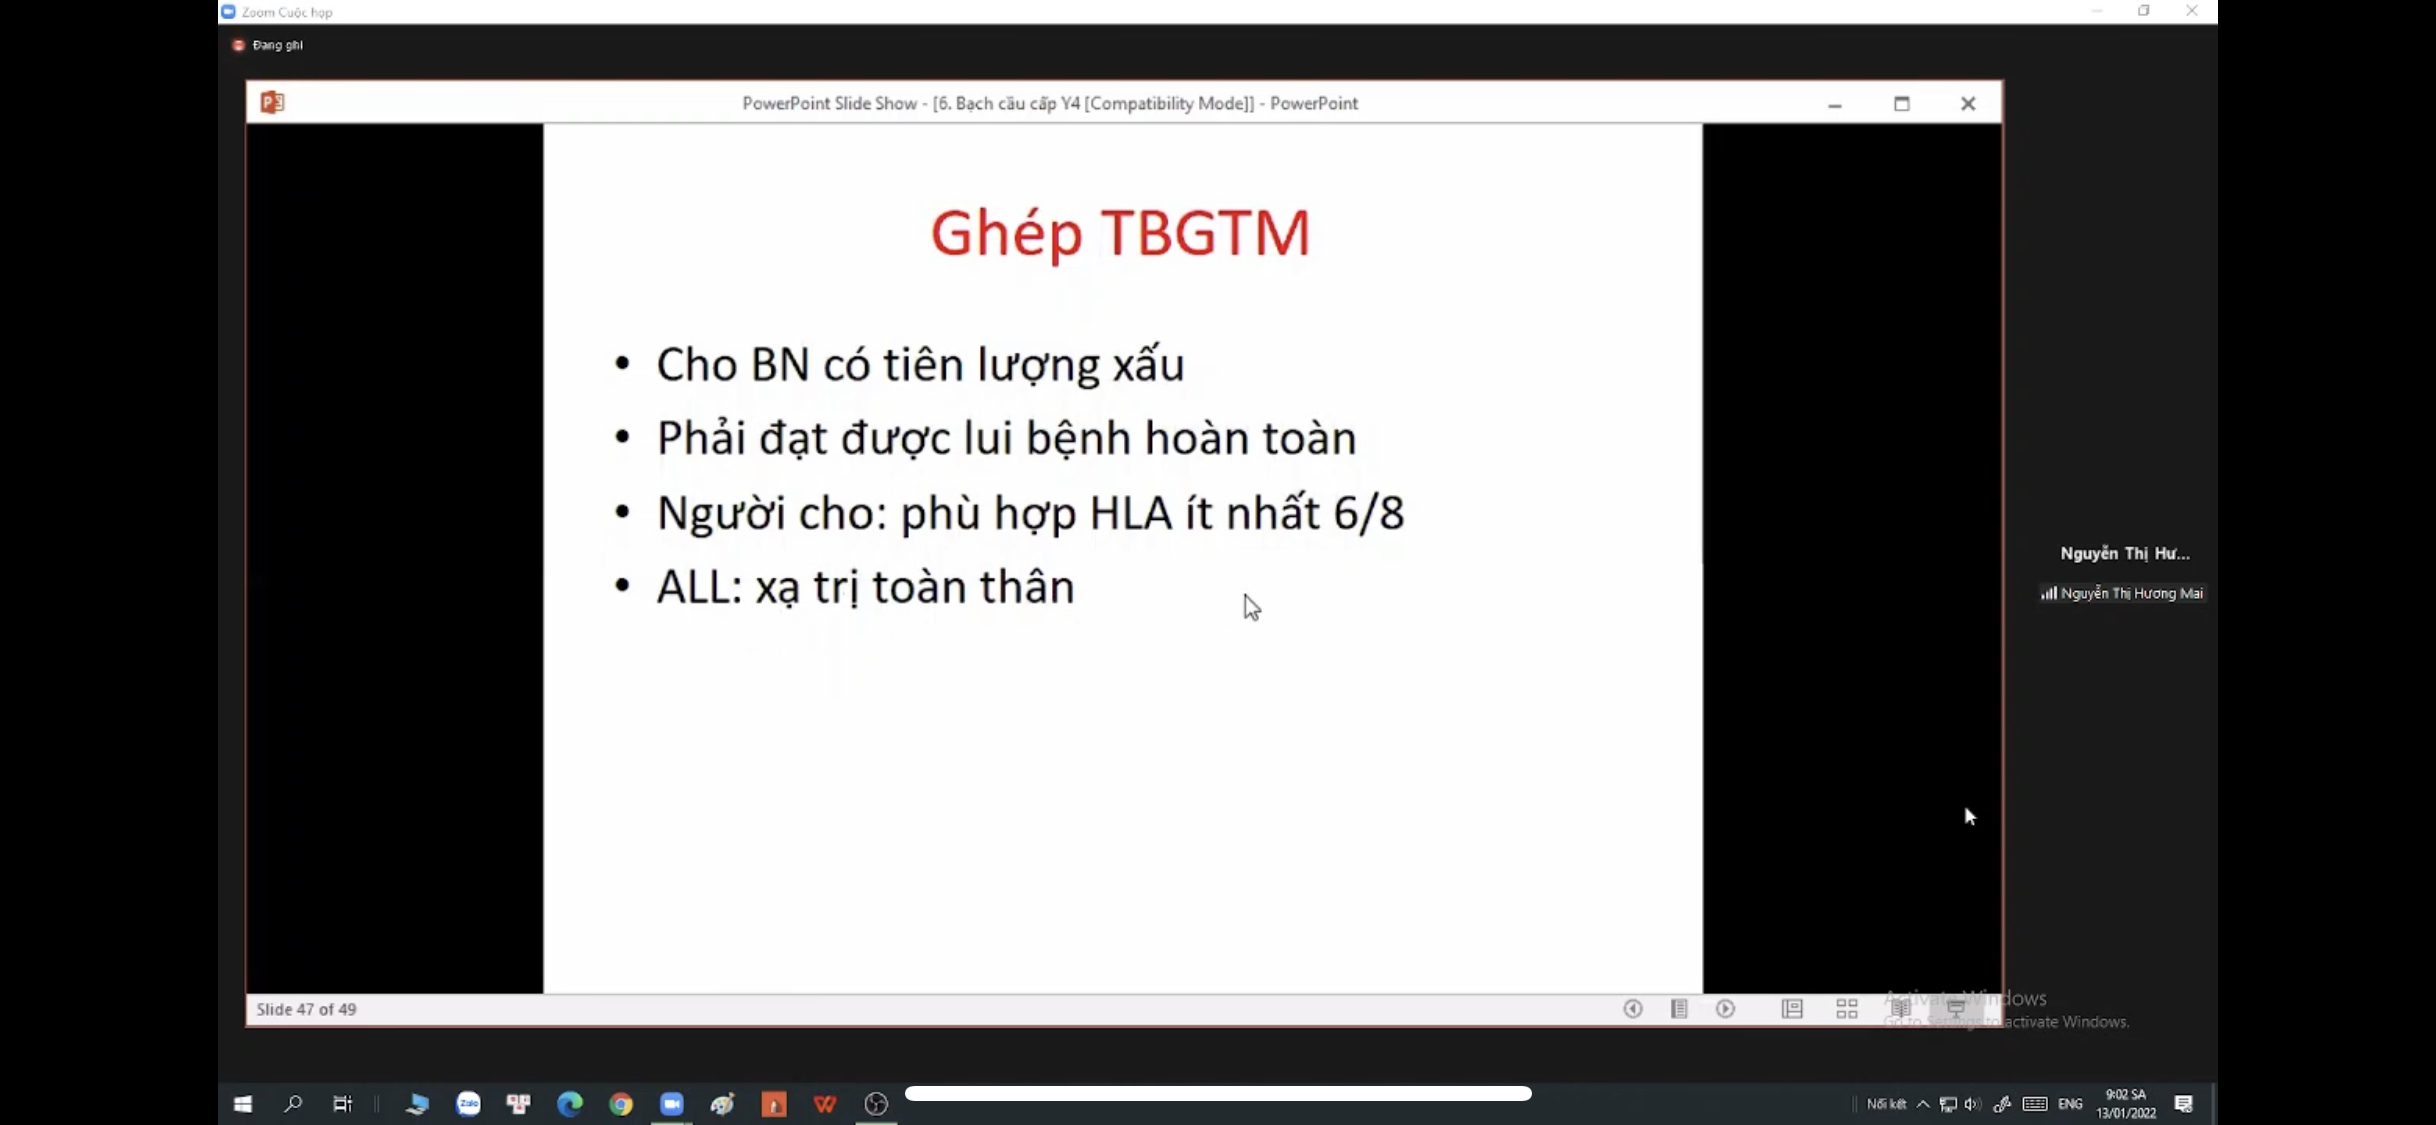 Zoom Cuộc họp
Đang ghi
PowerPoint Slide Show - [6. Bạch cầu cấp Y4 [Compatibility Mode]] - PowerPoint
Ghép TBGTM
• Cho BN có tiên lượng xấu
• Phải đạt được lui bệnh hoàn toàn
• Người cho: phù hợp HLA ít nhất 6/8
• ALL: xạ trị toàn thân
Nguyễn Thị Hư...
Nguyễn Thị Hương Mai
Slide 47 of 49
Activate Windows
Go to Settings to activate Windows.
Zalo
Nối kết
ENG
9:02 SA
13/01/2022